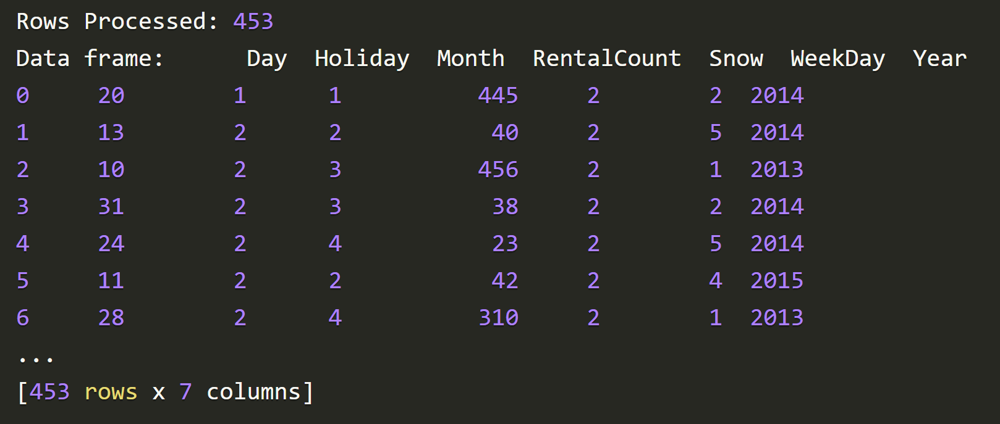 Rows Processed: 453
Data frame:      Day  Holiday  Month  RentalCount  Snow  WeekDay  Year
0     20        1      1          445     2        2  2014
1     13        2      2           40     2        5  2014
2     10        2      3          456     2        1  2013
3     31        2      3           38     2        2  2014
4     24        2      4           23     2        5  2014
5     11        2      2           42     2        4  2015
6     28        2      4          310     2        1  2013
...
[453 rows x 7 columns]